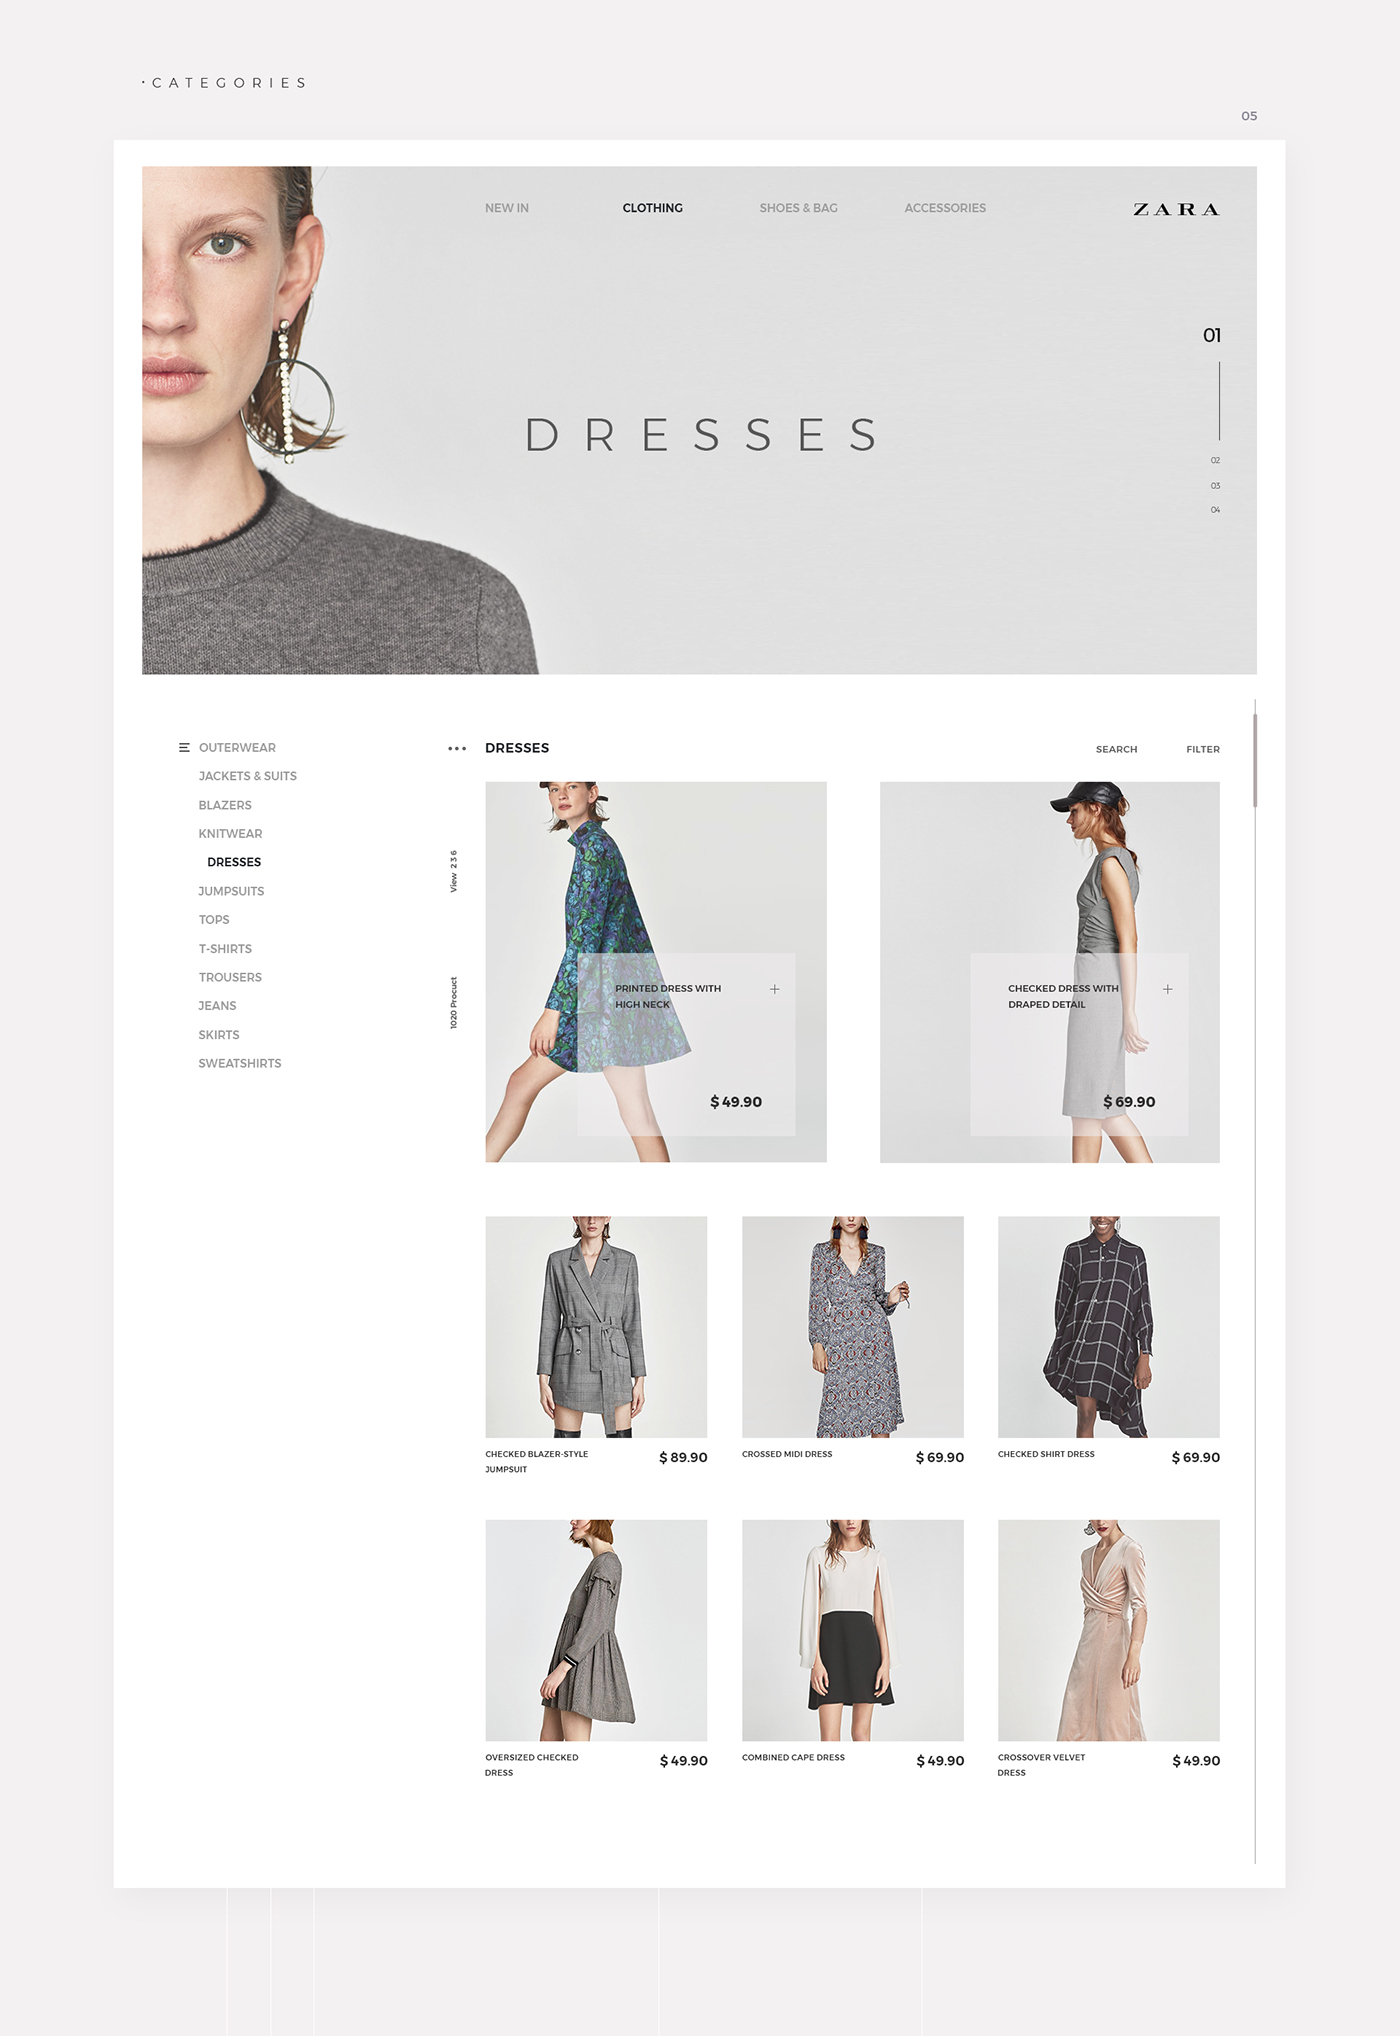 ·CATEGORIES
05
NEW IN
CLOTHING
SHOES & BAG
ACCESSORIES
ZARA
01
DRESSES
02
03
04
OUTERWEAR
JACKETS & SUITS
BLAZERS
KNITWEAR
DRESSES
JUMPSUITS
TOPS
T-SHIRTS
TROUSERS
JEANS
SKIRTS
SWEATSHIRTS
DRESSES
SEARCH
FILTER
View 2 3 6
1020 Procuct
PRINTED DRESS WITH
HIGH NECK
$ 49.90
CHECKED DRESS WITH
DRAPED DETAIL
$ 69.90
CHECKED BLAZER-STYLE
JUMPSUIT
$ 89.90
CROSSED MIDI DRESS
$ 69.90
CHECKED SHIRT DRESS
$ 69.90
OVERSIZED CHECKED
DRESS
$ 49.90
COMBINED CAPE DRESS
$ 49.90
CROSSOVER VELVET
DRESS
$ 49.90